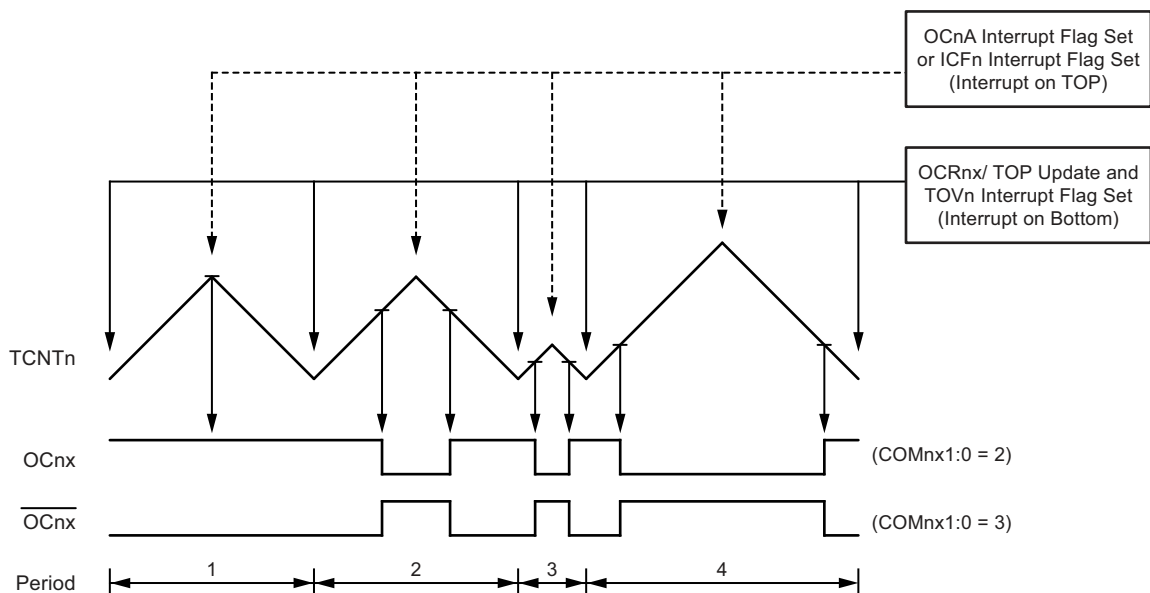 OCnA Interrupt Flag Set
or ICFn Interrupt Flag Set
(Interrupt on TOP)
OCRnx/ TOP Update and
TOVn Interrupt Flag Set
(Interrupt on Bottom)
TCNTn
OCnx
(COMnx1:0 = 2)
OCnx
(COMnx1:0 = 3)
Period
1
2
3
4